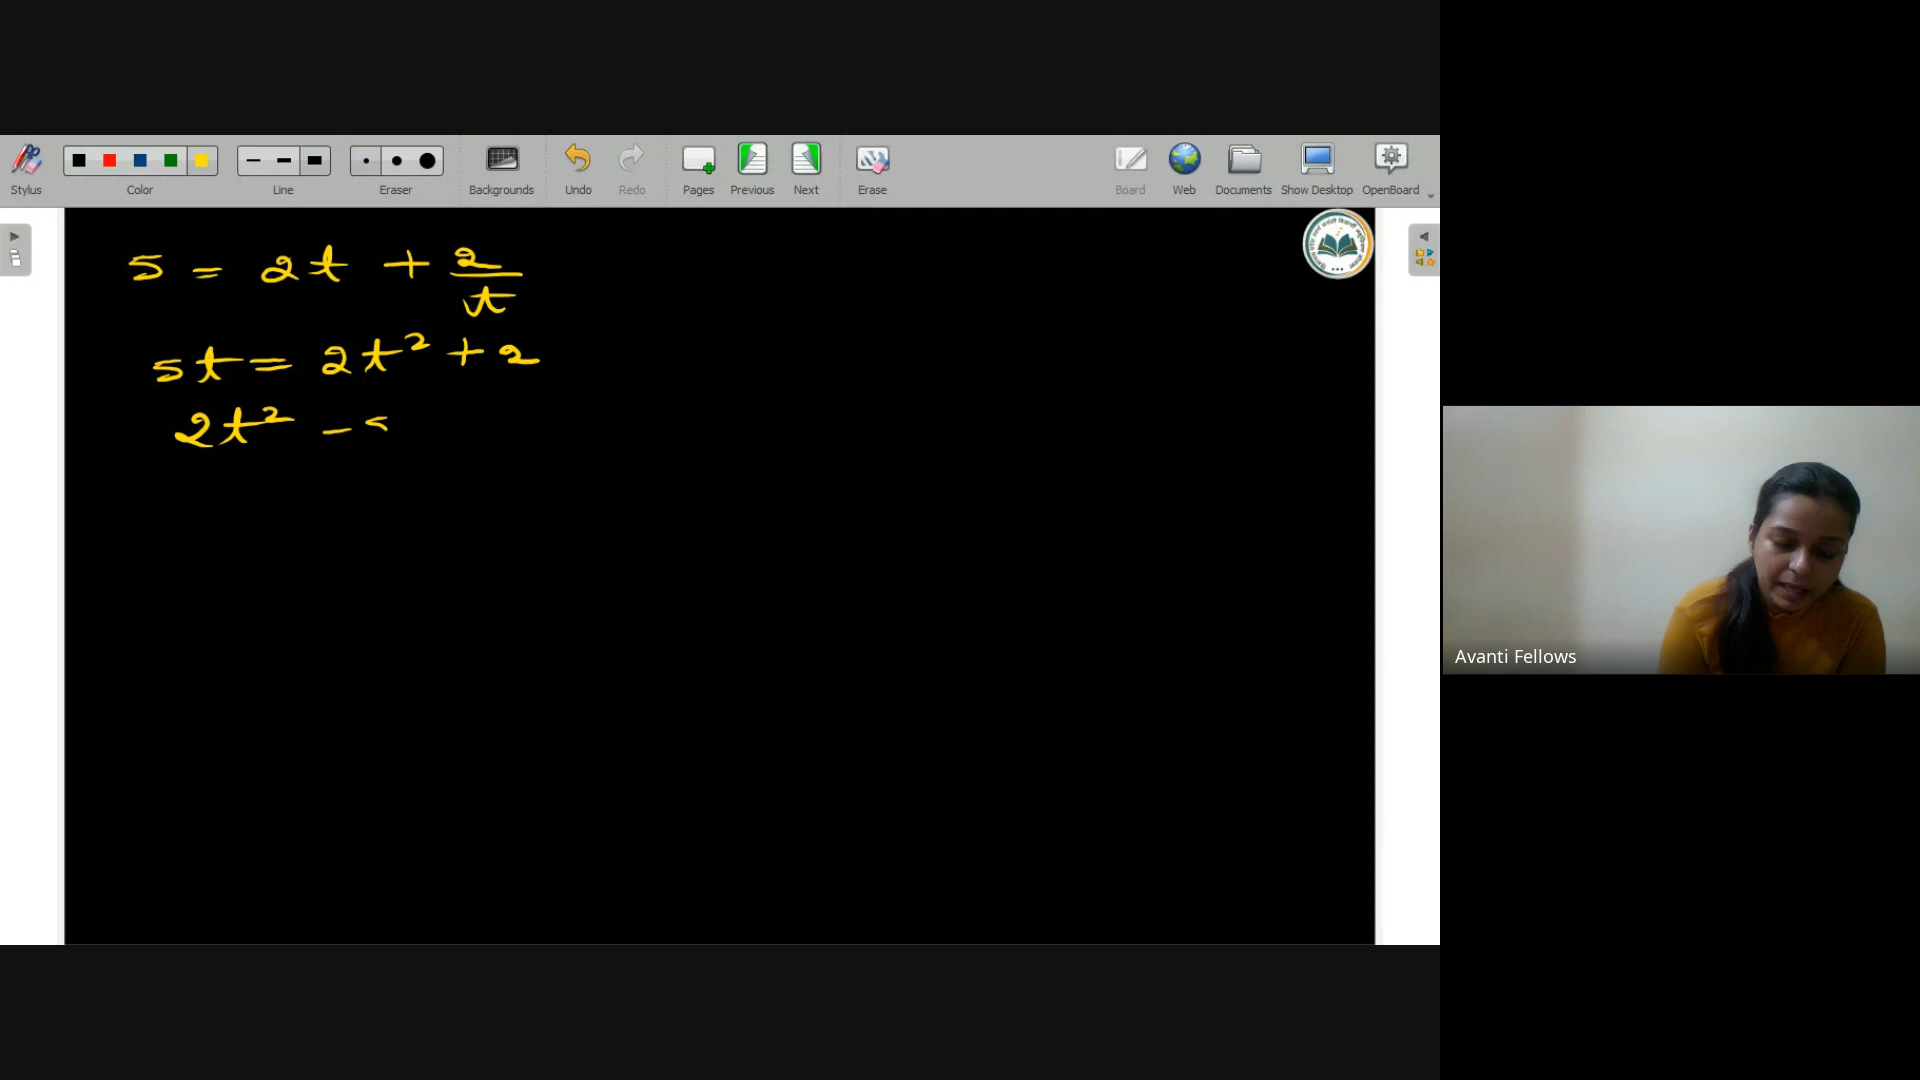 Stylus Color Line Eraser Backgrounds Undo Redo Pages Previous Next Erase Board Web Documents Show Desktop OpenBoard
5 = 2t + 2/t
5t = 2t² + 2
2t² - 5
Avanti Fellows